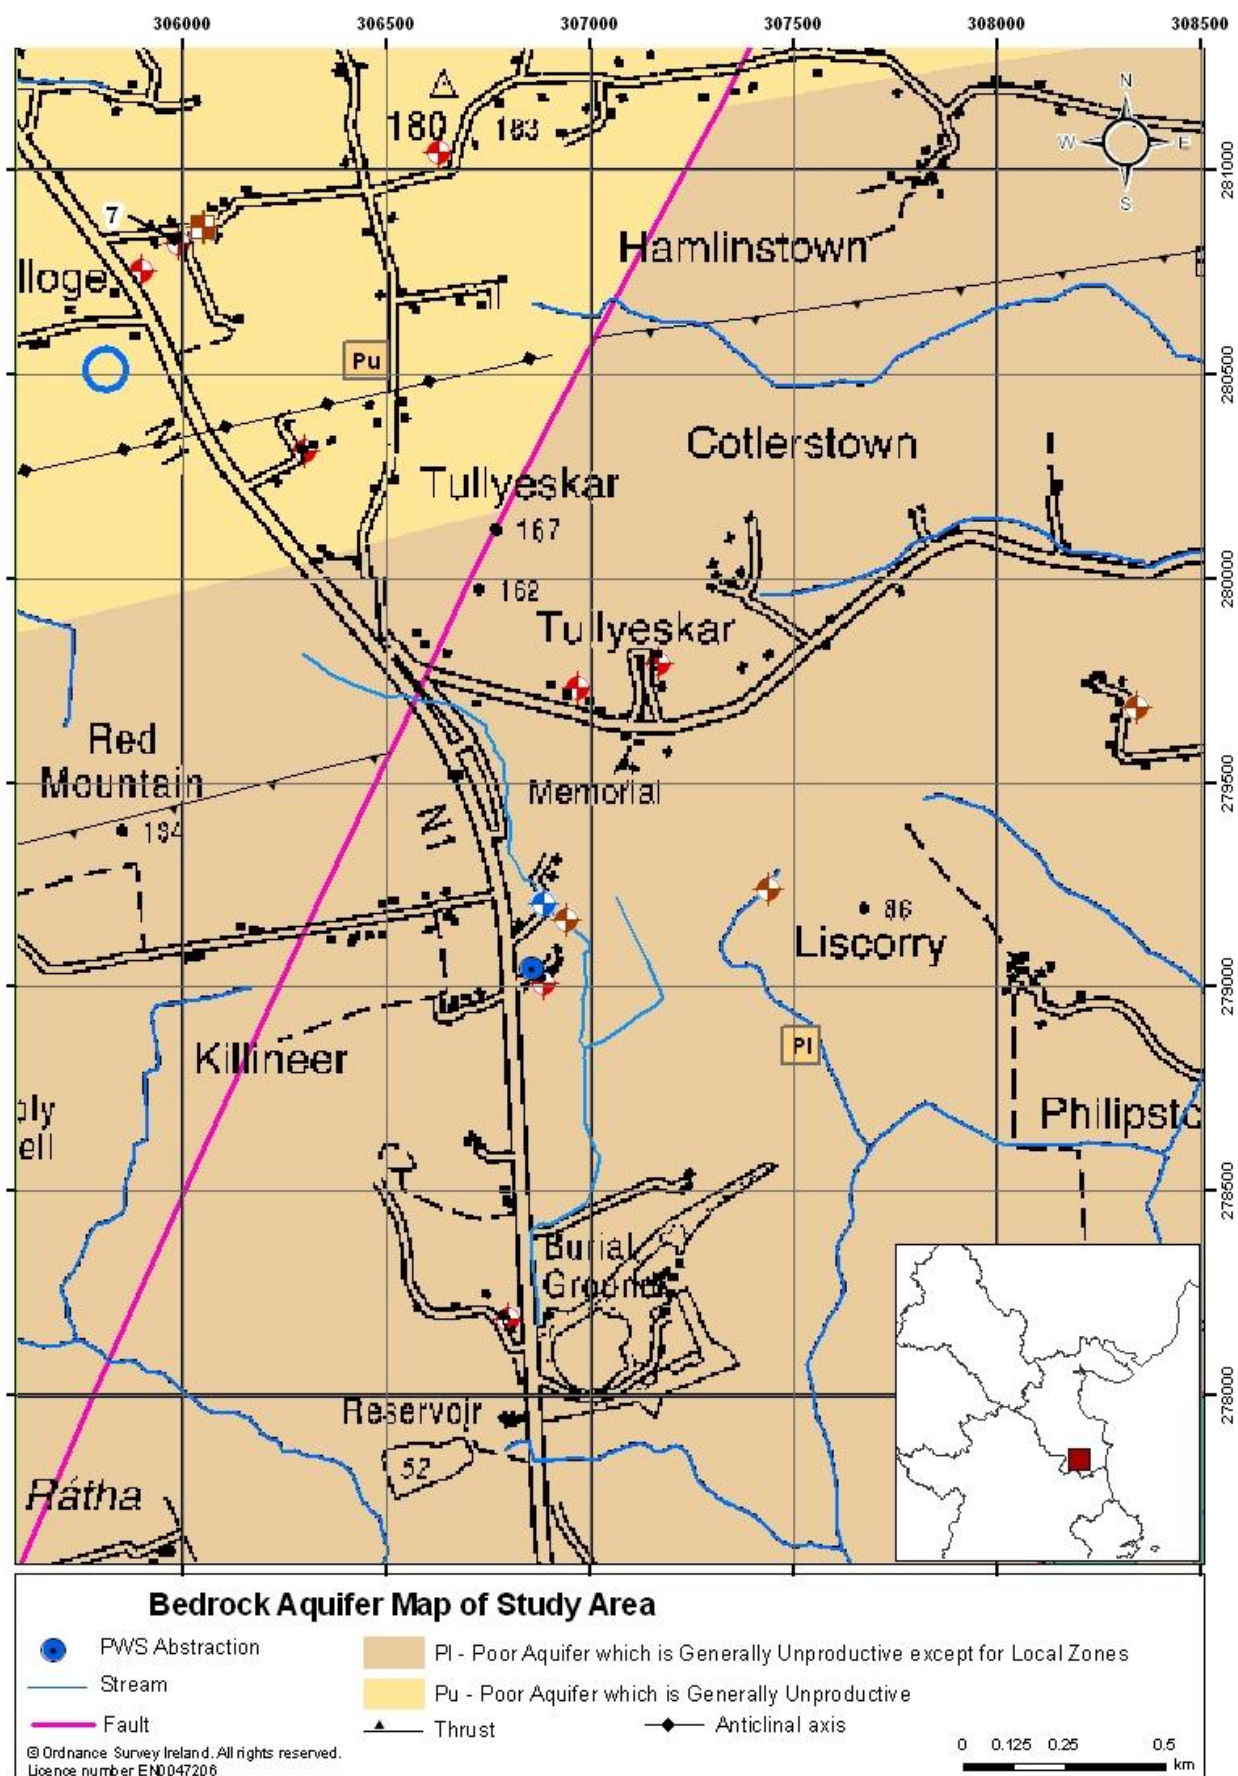 306000 306500 307000 307500 308000 308500
N
W E
S
180
183
281000
7
Hamlinstown
lloge
Pu
280500
N1
Cotlerstown
Tullyeskar
167
280000
162
Tullyeskar
Red
Mountain
279500
Memorial
184
N1
86
Liscorry
279000
Pl
Killineer
Philipstc
ell
278500
Burial
Ground
278000
Reservoir
52
Rátha
Bedrock Aquifer Map of Study Area
PWS Abstraction
Pl - Poor Aquifer which is Generally Unproductive except for Local Zones
Stream
Pu - Poor Aquifer which is Generally Unproductive
Fault
Thrust
Anticlinal axis
© Ordnance Survey Ireland. All rights reserved.
Licence number EN0047206
0 0.125 0.25 0.5
km